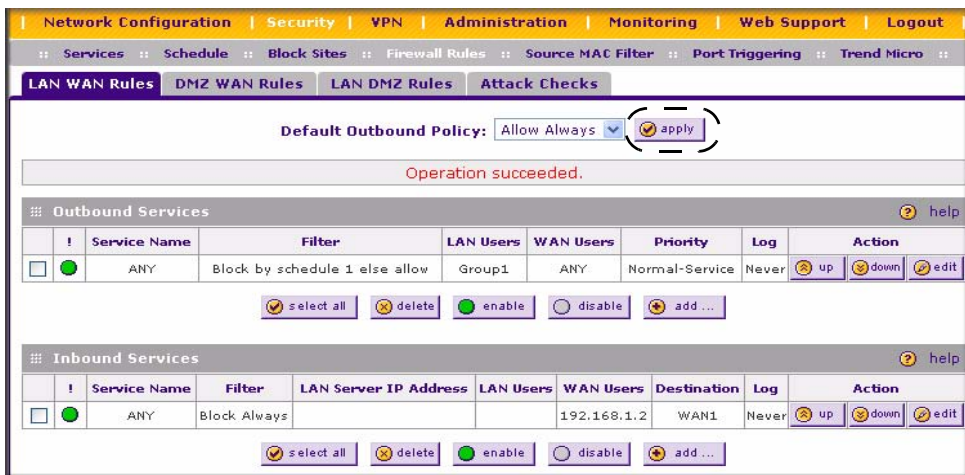 Network Configuration | Security | VPN | Administration | Monitoring | Web Support | Logout
:: Services :: Schedule :: Block Sites :: Firewall Rules :: Source MAC Filter :: Port Triggering :: Trend Micro ::
LAN WAN Rules DMZ WAN Rules LAN DMZ Rules Attack Checks
Default Outbound Policy: Allow Always apply
Operation succeeded.
Outbound Services ? help
! Service Name Filter LAN Users WAN Users Priority Log Action
ANY Block by schedule 1 else allow Group1 ANY Normal-Service Never up down edit
select all delete enable disable add ...
Inbound Services ? help
! Service Name Filter LAN Server IP Address LAN Users WAN Users Destination Log Action
ANY Block Always 192.168.1.2 WAN1 Never up down edit
select all delete enable disable add ...